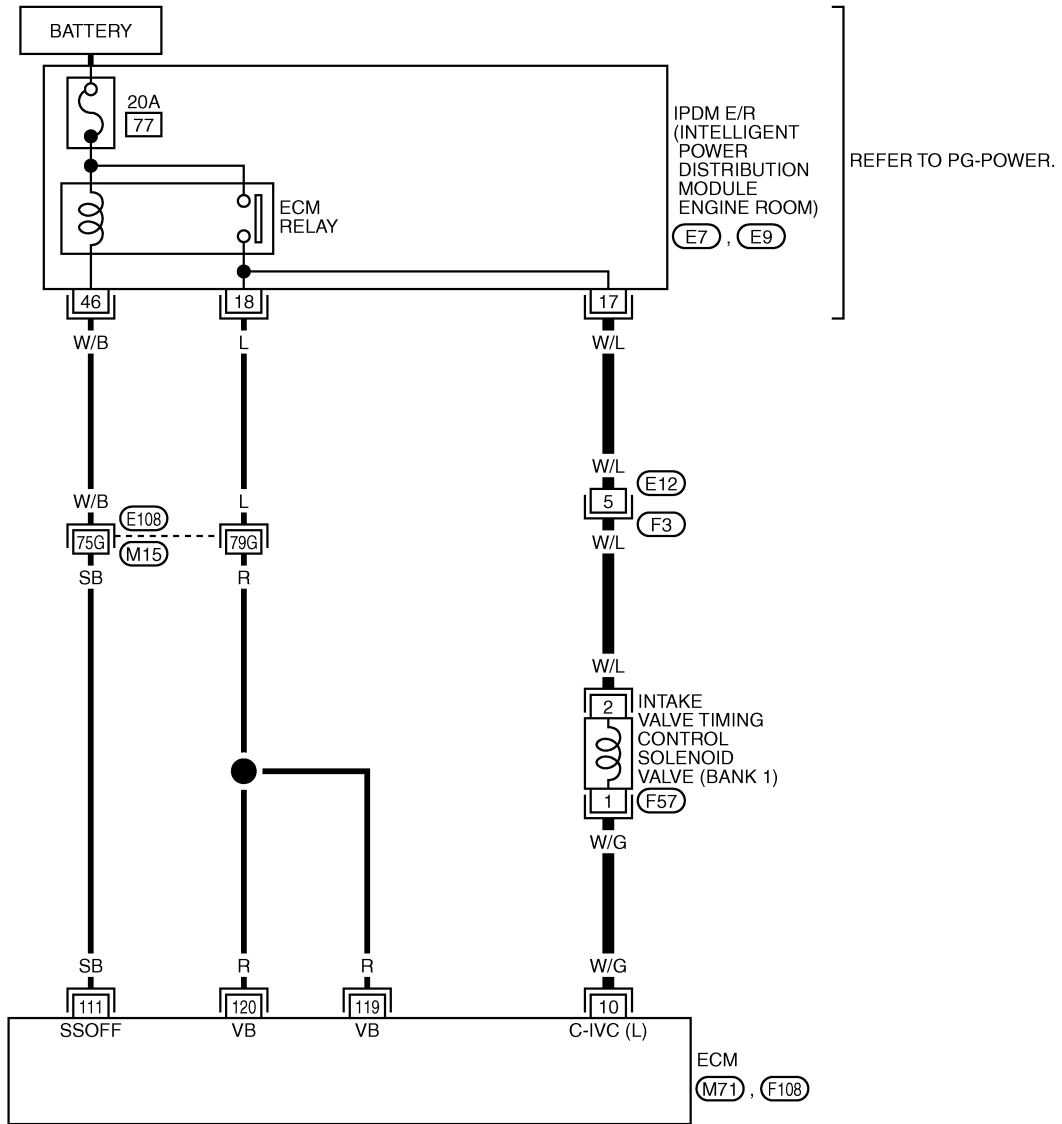 BATTERY
20A
77
IPDM E/R
(INTELLIGENT
POWER
DISTRIBUTION
MODULE
ENGINE ROOM)
E7 , E9
REFER TO PG-POWER.
ECM
RELAY
46
18
17
W/B
L
W/L
W/B
L
W/L
E12
5
F3
W/L
E108
75G
79G
M15
SB
R
W/L
2
INTAKE
VALVE TIMING
CONTROL
SOLENOID
VALVE (BANK 1)
1
F57
W/G
SB
R
R
W/G
111
120
119
10
SSOFF
VB
VB
C-IVC (L)
ECM
M71 , F108